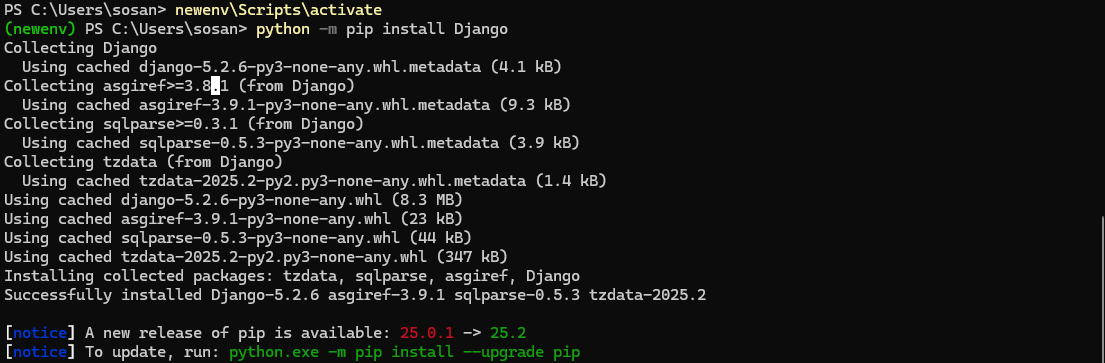 PS C:\Users\sosan> newenv\Scripts\activate
(newenv) PS C:\Users\sosan> python -m pip install Django
Collecting Django
  Using cached django-5.2.6-py3-none-any.whl.metadata (4.1 kB)
Collecting asgiref>=3.8.1 (from Django)
  Using cached asgiref-3.9.1-py3-none-any.whl.metadata (9.3 kB)
Collecting sqlparse>=0.3.1 (from Django)
  Using cached sqlparse-0.5.3-py3-none-any.whl.metadata (3.9 kB)
Collecting tzdata (from Django)
  Using cached tzdata-2025.2-py2.py3-none-any.whl.metadata (1.4 kB)
Using cached django-5.2.6-py3-none-any.whl (8.3 MB)
Using cached asgiref-3.9.1-py3-none-any.whl (23 kB)
Using cached sqlparse-0.5.3-py3-none-any.whl (44 kB)
Using cached tzdata-2025.2-py2.py3-none-any.whl (347 kB)
Installing collected packages: tzdata, sqlparse, asgiref, Django
Successfully installed Django-5.2.6 asgiref-3.9.1 sqlparse-0.5.3 tzdata-2025.2

[notice] A new release of pip is available: 25.0.1 -> 25.2
[notice] To update, run: python.exe -m pip install --upgrade pip